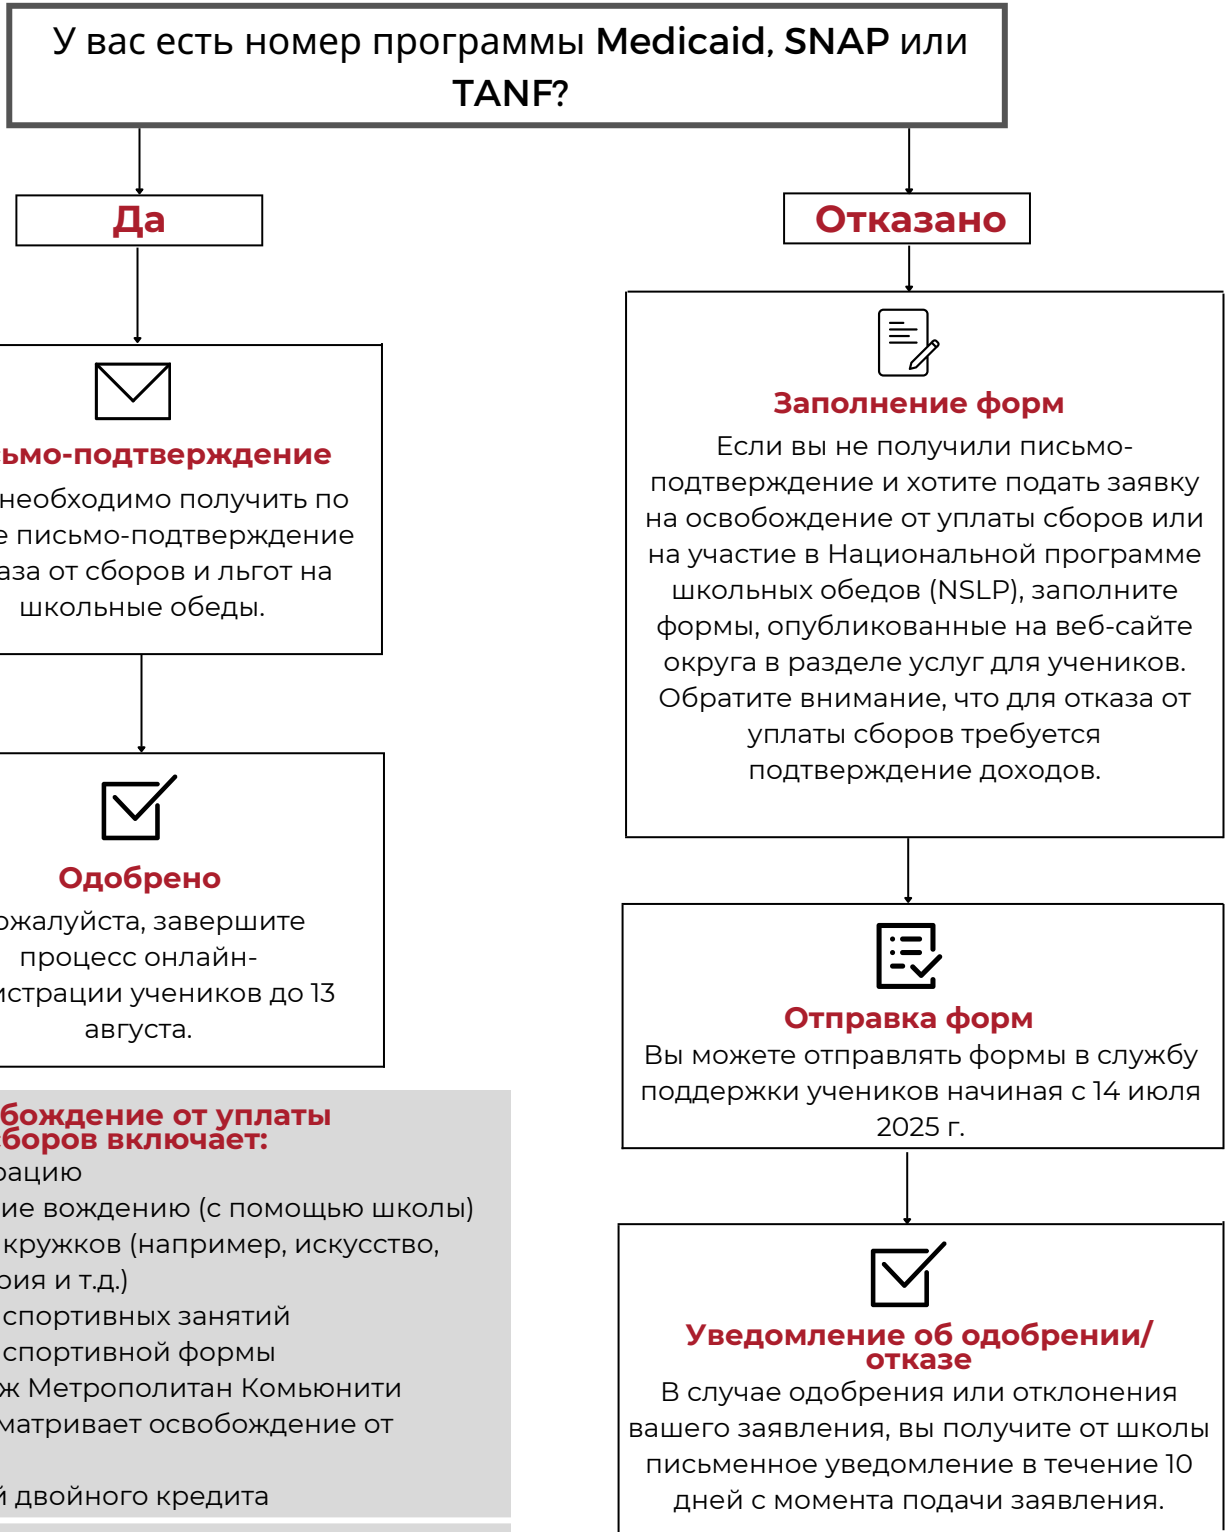 У вас есть номер программы Medicaid, SNAP или
TANF?
Да
Отказано
ьмо-подтверждение
необходимо получить по
е письмо-подтверждение
аза от сборов и льгот на
школьные обеды.
Одобрено
ожалуйста, завершите
процесс онлайн-
истрации учеников до 13
августа.
бождение от уплаты
сборов включает:
рацию
ие вождению (с помощью школы)
кружков (например, искусство,
рия и т.д.)
спортивных занятий
спортивной формы
ж Метрополитан Комьюнити
матривает освобождение от
й двойного кредита
Заполнение форм
Если вы не получили письмо-
подтверждение и хотите подать заявку
на освобождение от уплаты сборов или
на участие в Национальной программе
школьных обедов (NSLP), заполните
формы, опубликованные на веб-сайте
округа в разделе услуг для учеников.
Обратите внимание, что для отказа от
уплаты сборов требуется
подтверждение доходов.
Отправка форм
Вы можете отправлять формы в службу
поддержки учеников начиная с 14 июля
2025 г.
Уведомление об одобрении/
отказе
В случае одобрения или отклонения
вашего заявления, вы получите от школы
письменное уведомление в течение 10
дней с момента подачи заявления.